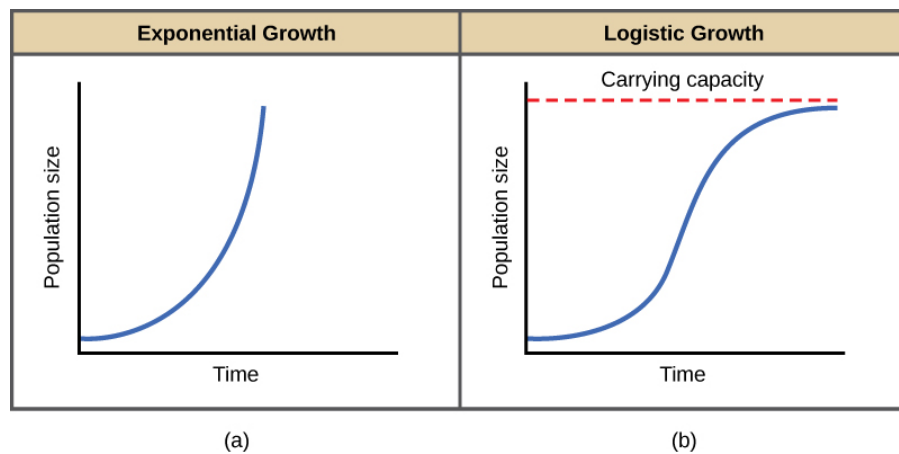 Exponential Growth
Logistic Growth
Population size
Time
Carrying capacity
Population size
Time
(a)
(b)